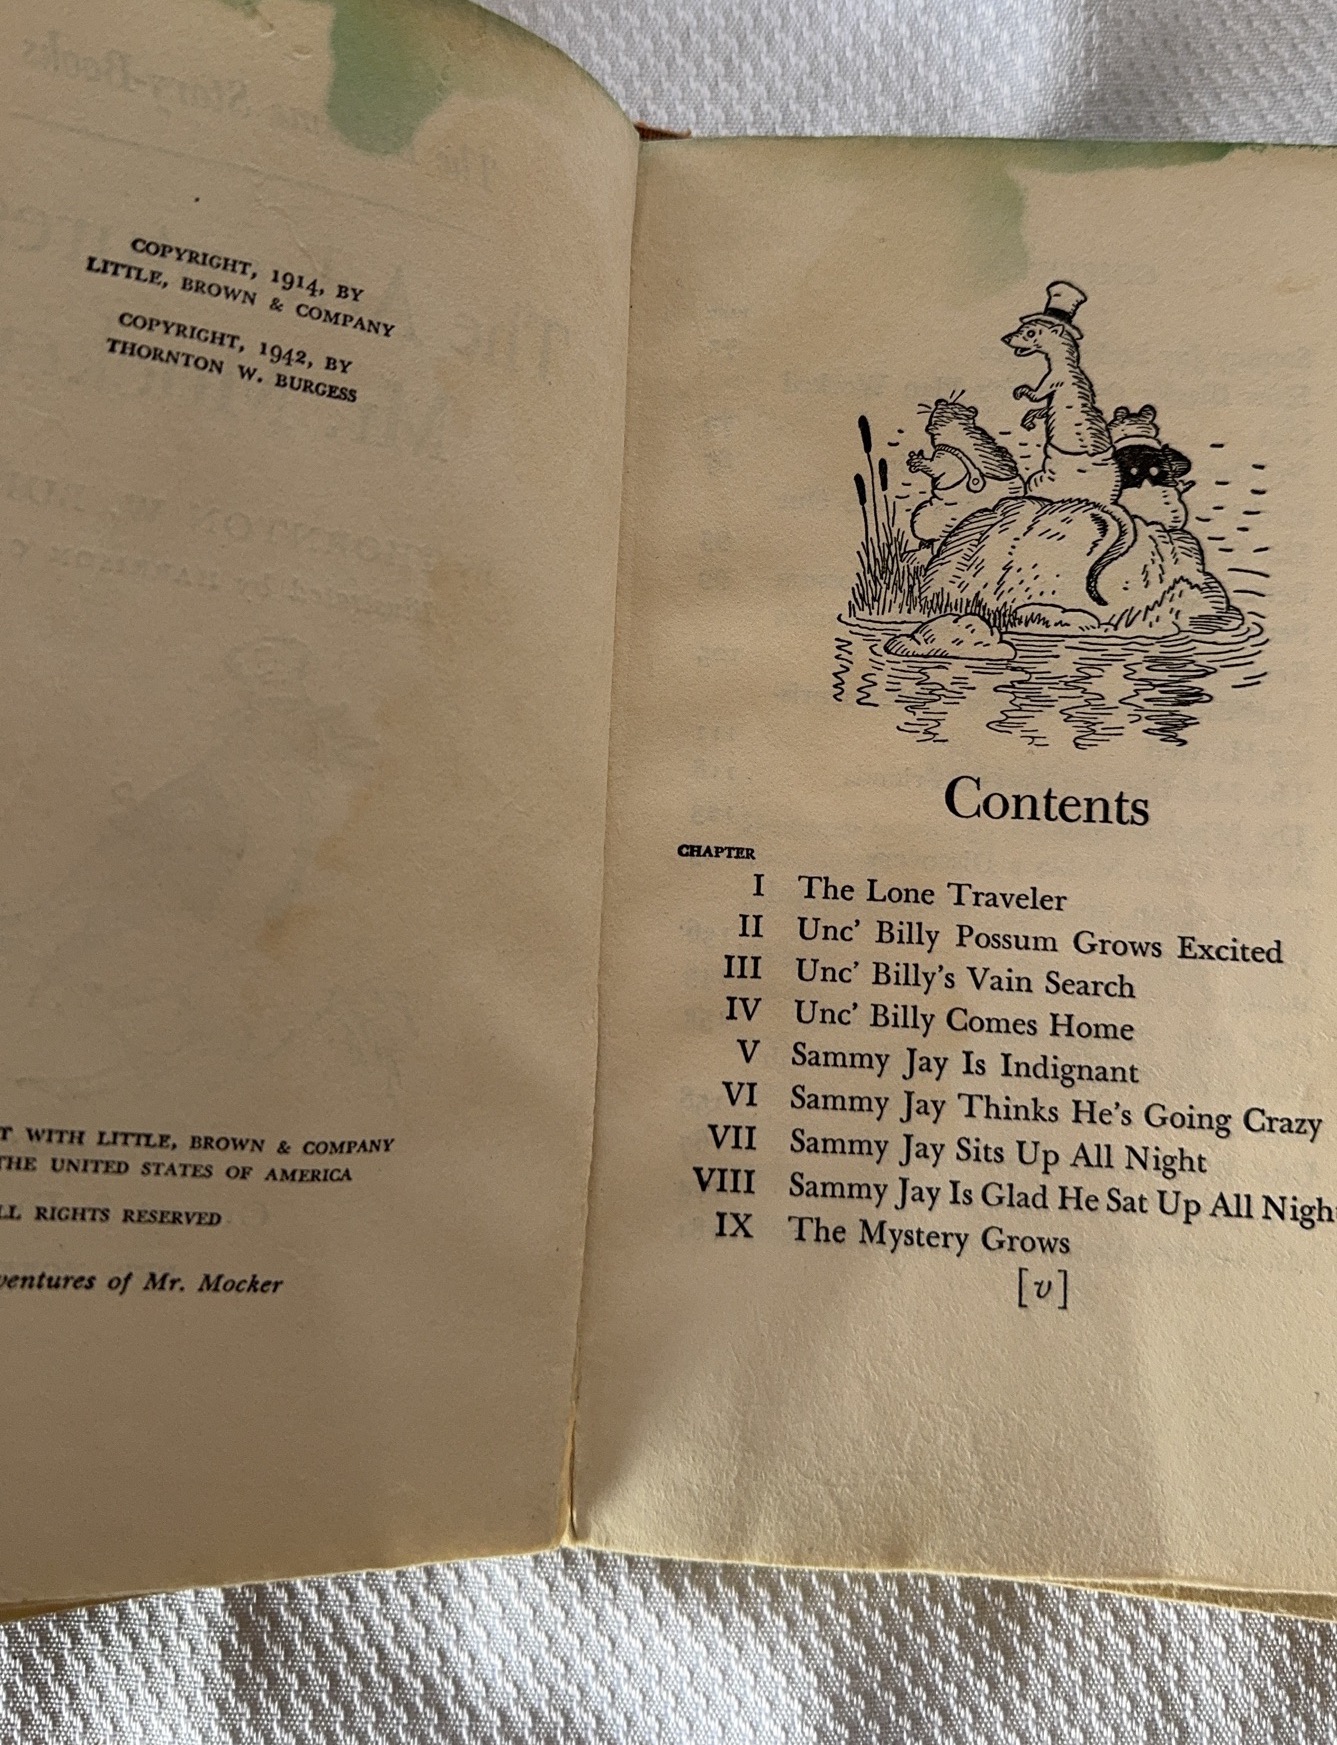 COPYRIGHT, 1914, BY
LITTLE, BROWN & COMPANY
COPYRIGHT, 1942, BY
THORNTON W. BURGESS
WITH LITTLE, BROWN & COMPANY
THE UNITED STATES OF AMERICA
RIGHTS RESERVED
of Mr. Mocker
Contents
CHAPTER
I The Lone Traveler
II Unc' Billy Possum Grows Excited
III Unc' Billy's Vain Search
IV Unc' Billy Comes Home
V Sammy Jay Is Indignant
VI Sammy Jay Thinks He's Going Crazy
VII Sammy Jay Sits Up All Night
VIII Sammy Jay Is Glad He Sat Up All Night
IX The Mystery Grows
[v]